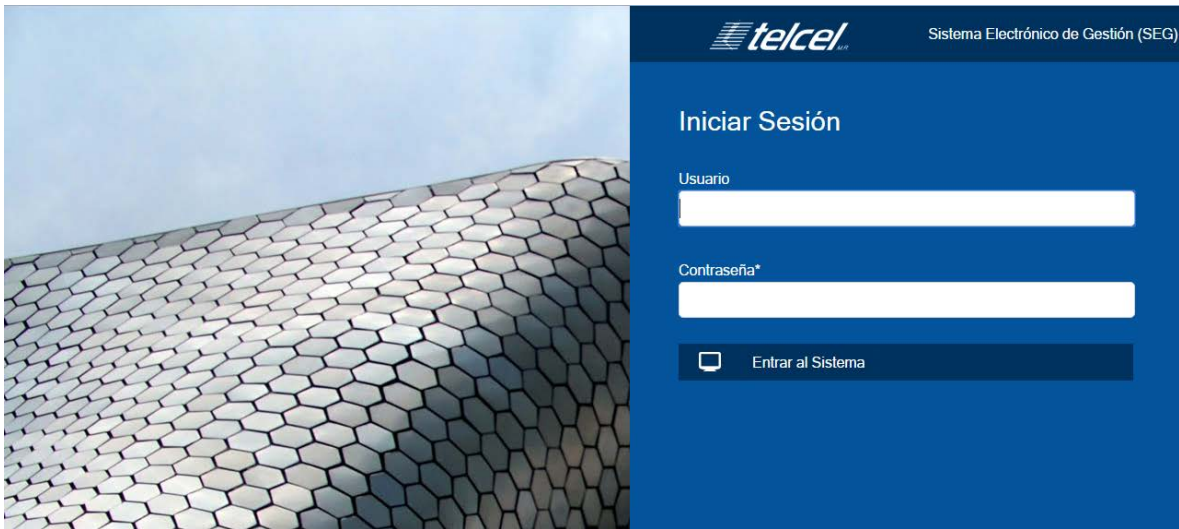 telcel
Sistema Electrónico de Gestión (SEG)
Iniciar Sesión
Usuario
Contraseña*
Entrar al Sistema